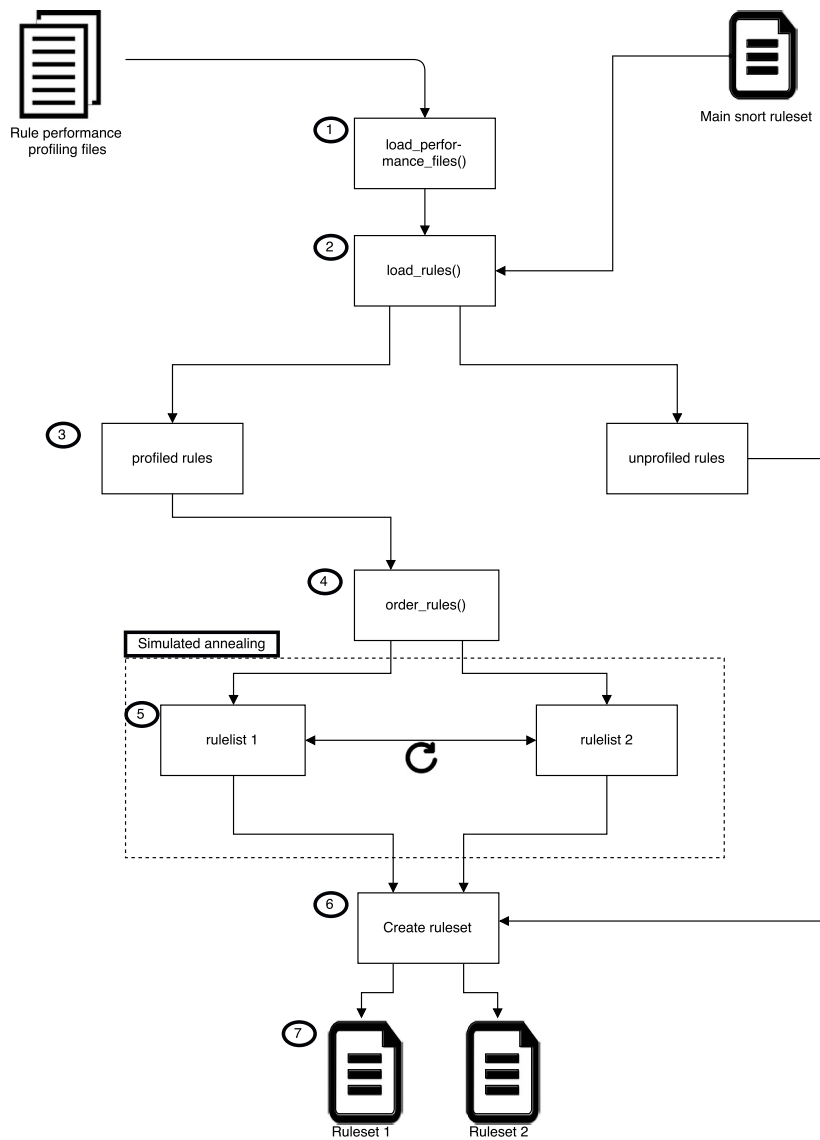 Rule performance
profiling files
Main snort ruleset
1
load_perfor-
mance_files()
2
load_rules()
3
profiled rules
unprofiled rules
4
order_rules()
Simulated annealing
5
rulelist 1
rulelist 2
6
Create ruleset
7
Ruleset 1
Ruleset 2